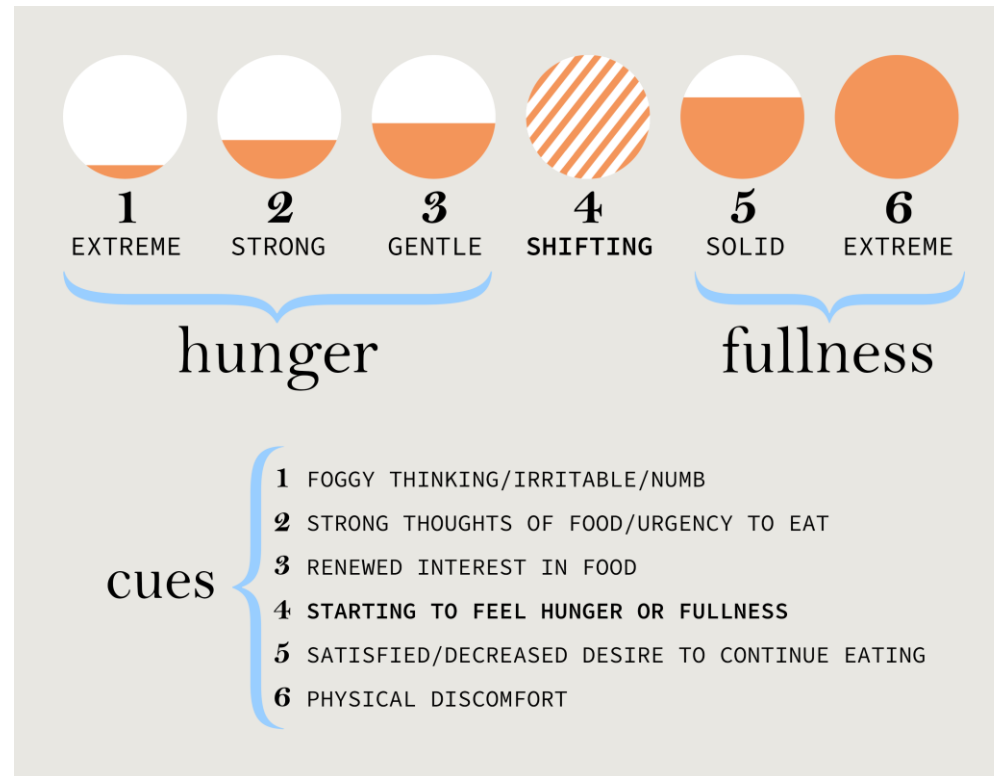 1 2 3 4 5 6
EXTREME STRONG GENTLE SHIFTING SOLID EXTREME
hunger fullness
cues
1 FOGGY THINKING/IRRITABLE/NUMB
2 STRONG THOUGHTS OF FOOD/URGENCY TO EAT
3 RENEWED INTEREST IN FOOD
4 STARTING TO FEEL HUNGER OR FULLNESS
5 SATISFIED/DECREASED DESIRE TO CONTINUE EATING
6 PHYSICAL DISCOMFORT